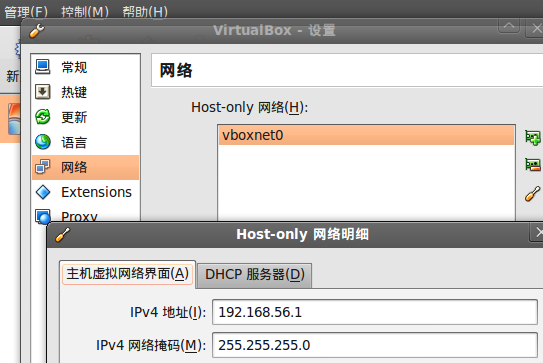 管理(F) 控制(M) 帮助(H)
VirtualBox - 设置
新
常规
热键
更新
语言
网络
Extensions
Proxy
网络
Host-only 网络(H):
vboxnet0
Host-only 网络明细
主机虚拟网络界面(A)
DHCP 服务器(D)
IPv4 地址(I):
192.168.56.1
IPv4 网络掩码(M):
255.255.255.0